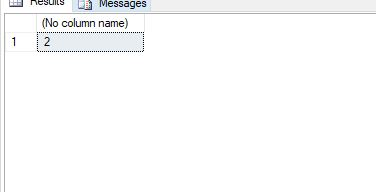 Results Messages
(No column name)
1 2